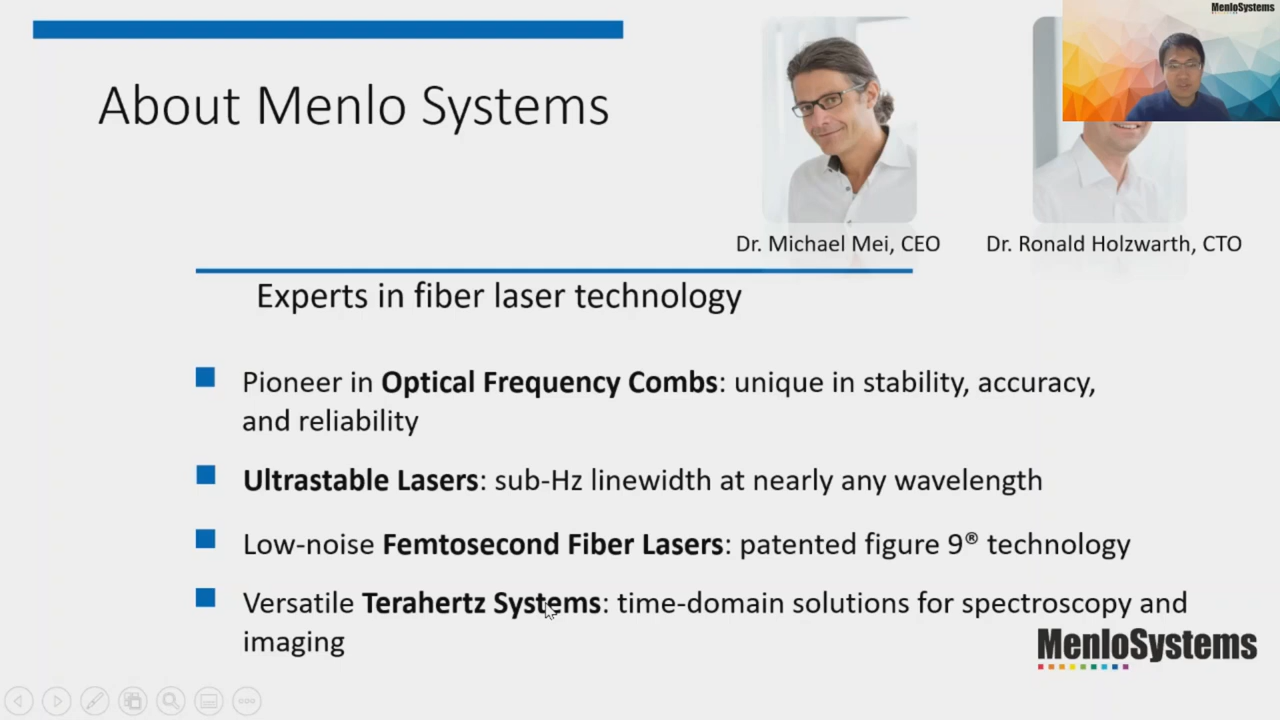 MenloSystems
About Menlo Systems
Dr. Michael Mei, CEO
Dr. Ronald Holzwarth, CTO
Experts in fiber laser technology
Pioneer in Optical Frequency Combs: unique in stability, accuracy,
and reliability
Ultrastable Lasers: sub-Hz linewidth at nearly any wavelength
Low-noise Femtosecond Fiber Lasers: patented figure 9® technology
Versatile Terahertz Systems: time-domain solutions for spectroscopy and
imaging
MenloSystems